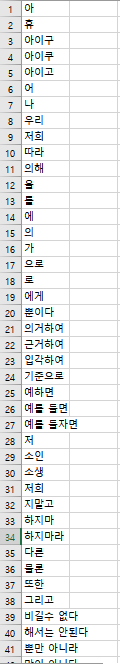 1 아
2 휴
3 아이구
4 아이쿠
5 아이고
6 어
7 나
8 우리
9 저희
10 따라
11 의해
12 을
13 를
14 에
15 의
16 가
17 으로
18 로
19 에게
20 뿐이다
21 의거하여
22 근거하여
23 입각하여
24 기준으로
25 예하면
26 예를 들면
27 예를 들자면
28 저
29 소인
30 소생
31 저희
32 지말고
33 하지마
34 하지마라
35 다른
36 물론
37 또한
38 그리고
39 비길수 없다
40 해서는 안된다
41 뿐만 아니라